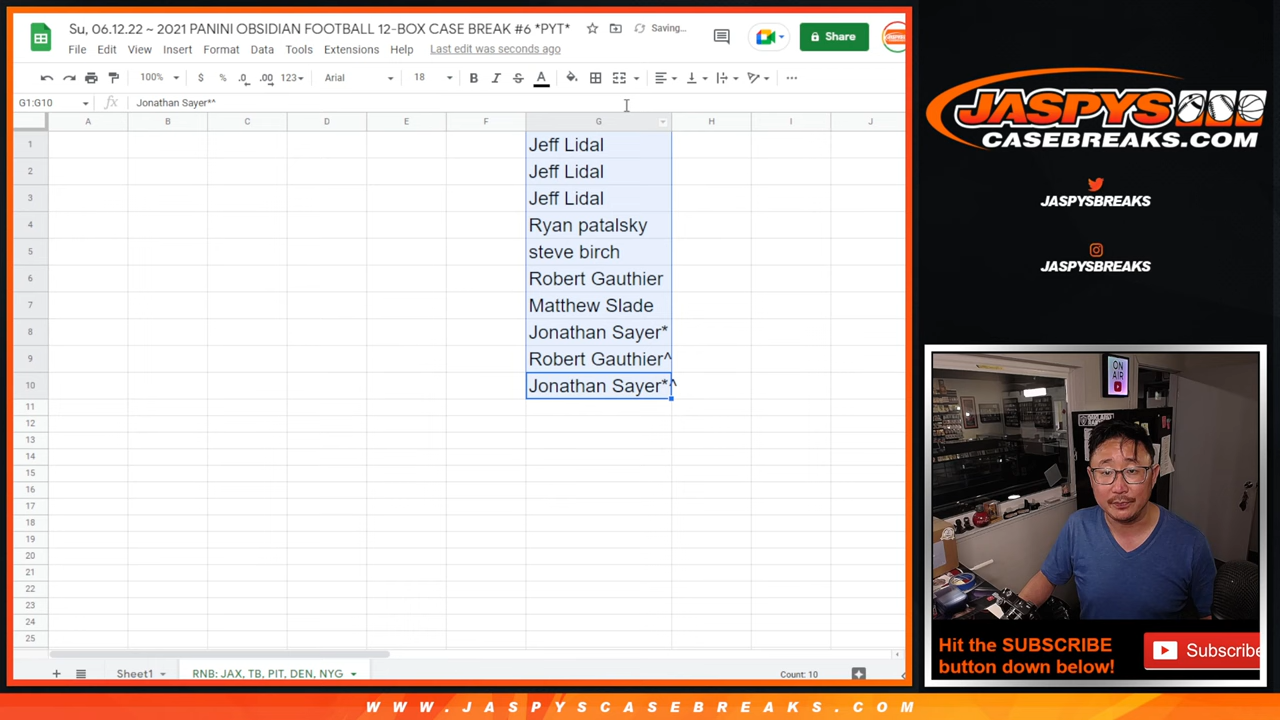 Su, 06.12.22 ~ 2021 PANINI OBSIDIAN FOOTBALL 12-BOX CASE BREAK #6 *PYT*
Saving...
File Edit View Insert Format Data Tools Extensions Help Last edit was seconds ago
Share
100% $ % .0 .00 123 Arial 18 B I S A
G1:G10 fx Jonathan Sayer*^
A B C D E F G H I J
1 Jeff Lidal
2 Jeff Lidal
3 Jeff Lidal
4 Ryan patalsky
5 steve birch
6 Robert Gauthier
7 Matthew Slade
8 Jonathan Sayer*
9 Robert Gauthier^
10 Jonathan Sayer*^
11
12
13
14
15
16
17
18
19
20
21
22
23
24
25
Sheet1 RNB: JAX, TB, PIT, DEN, NYG Count: 10
JASPYS
CASEBREAKS.COM
JASPYSBREAKS
JASPYSBREAKS
ON
AIR
Hit the SUBSCRIBE
button down below!
Subscribe
WWW.JASPYSCASEBREAKS.COM